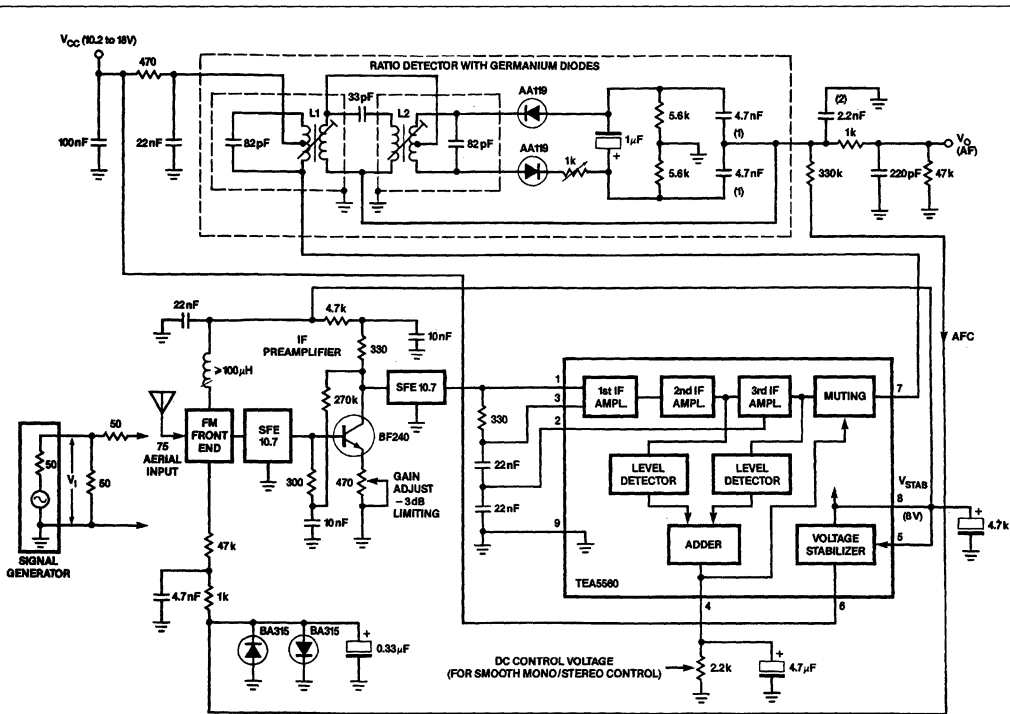 V_CC (10.2 to 18V)
470
100nF
22nF
RATIO DETECTOR WITH GERMANIUM DIODES
33pF
L1
L2
82pF
82pF
AA119
AA119
1k
1µF
+
5.6k
5.6k
4.7nF
(1)
4.7nF
(1)
(2)
2.2nF
1k
V_O
(AF)
330k
220pF
47k
22nF
4.7k
IF
PREAMPLIFIER
330
10nF
≥100µH
270k
SFE 10.7
AFC
50
50
V_I
50
SIGNAL
GENERATOR
75
AERIAL
INPUT
FM
FRONT
END
SFE
10.7
BF240
300
470
GAIN
ADJUST
−3dB
LIMITING
10nF
330
22nF
22nF
1
3
2
9
1st IF
AMPL.
2nd IF
AMPL.
3rd IF
AMPL.
MUTING
7
LEVEL
DETECTOR
LEVEL
DETECTOR
ADDER
V_STAB
8
(8V)
5
VOLTAGE
STABILIZER
+
4.7k
TEA5560
4
6
47k
4.7nF
1k
BA315
BA315
+
0.33µF
DC CONTROL VOLTAGE
(FOR SMOOTH MONO/STEREO CONTROL)
2.2k
+
4.7µF